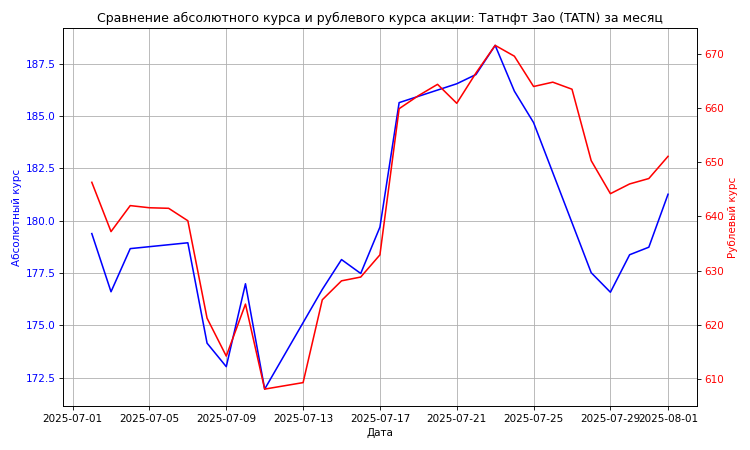 Сравнение абсолютного курса и рублевого курса акции: Татнфт 3ао (TATN) за месяц
Абсолютный курс
187.5
185.0
182.5
180.0
177.5
175.0
172.5
670
660
650
640
630
620
610
Рублевый курс
2025-07-01 2025-07-05 2025-07-09 2025-07-13 2025-07-17 2025-07-21 2025-07-25 2025-07-29 2025-08-01
Дата